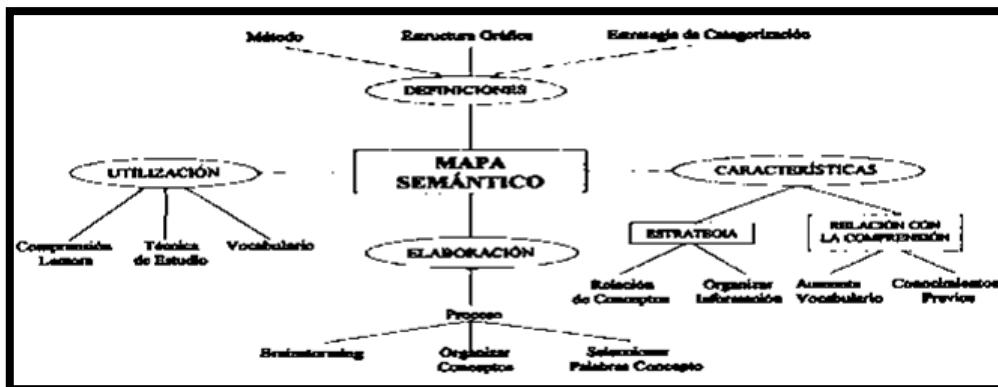 Método
Estructura Gráfica
Estrategia de Categorización
DEFINICIONES
MAPA
SEMÁNTICO
UTILIZACIÓN
CARACTERÍSTICAS
Comprensión
Lectora
Técnica
de Estudio
Vocabulario
ELABORACIÓN
ESTRATEGIA
RELACIÓN CON
LA COMPRENSIÓN
Relación
de Conceptos
Organizar
Información
Aumenta
Vocabulario
Conocimientos
Previos
Proceso
Brainstorming
Organizar
Conceptos
Seleccionar
Palabras Concepto